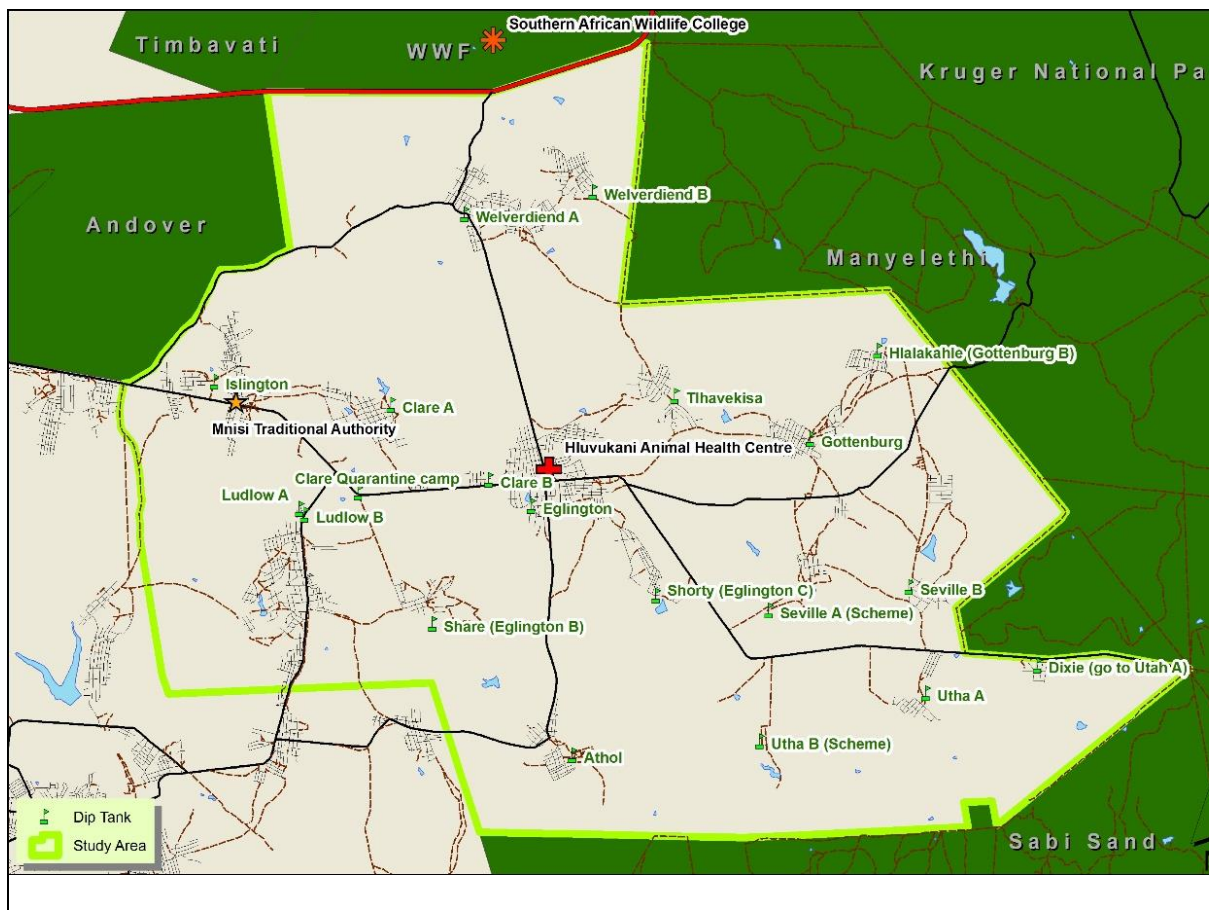 Southern African Wildlife College
Timbavati
WWF
Kruger National Pa
Welverdiend B
Andover
Welverdiend A
Manyelethi
Hlalakahle (Gottenburg B)
Islington
Tlhavekisa
Clare A
Mnisi Traditional Authority
Gottenburg
Hluvukani Animal Health Centre
Clare Quarantine camp
Clare B
Ludlow A
Eglington
Ludlow B
Shorty (Eglington C)
Seville B
Seville A (Scheme)
Share (Eglington B)
Dixie (go to Utah A)
Utha A
Utha B (Scheme)
Athol
Dip Tank
Study Area
Sabi Sand